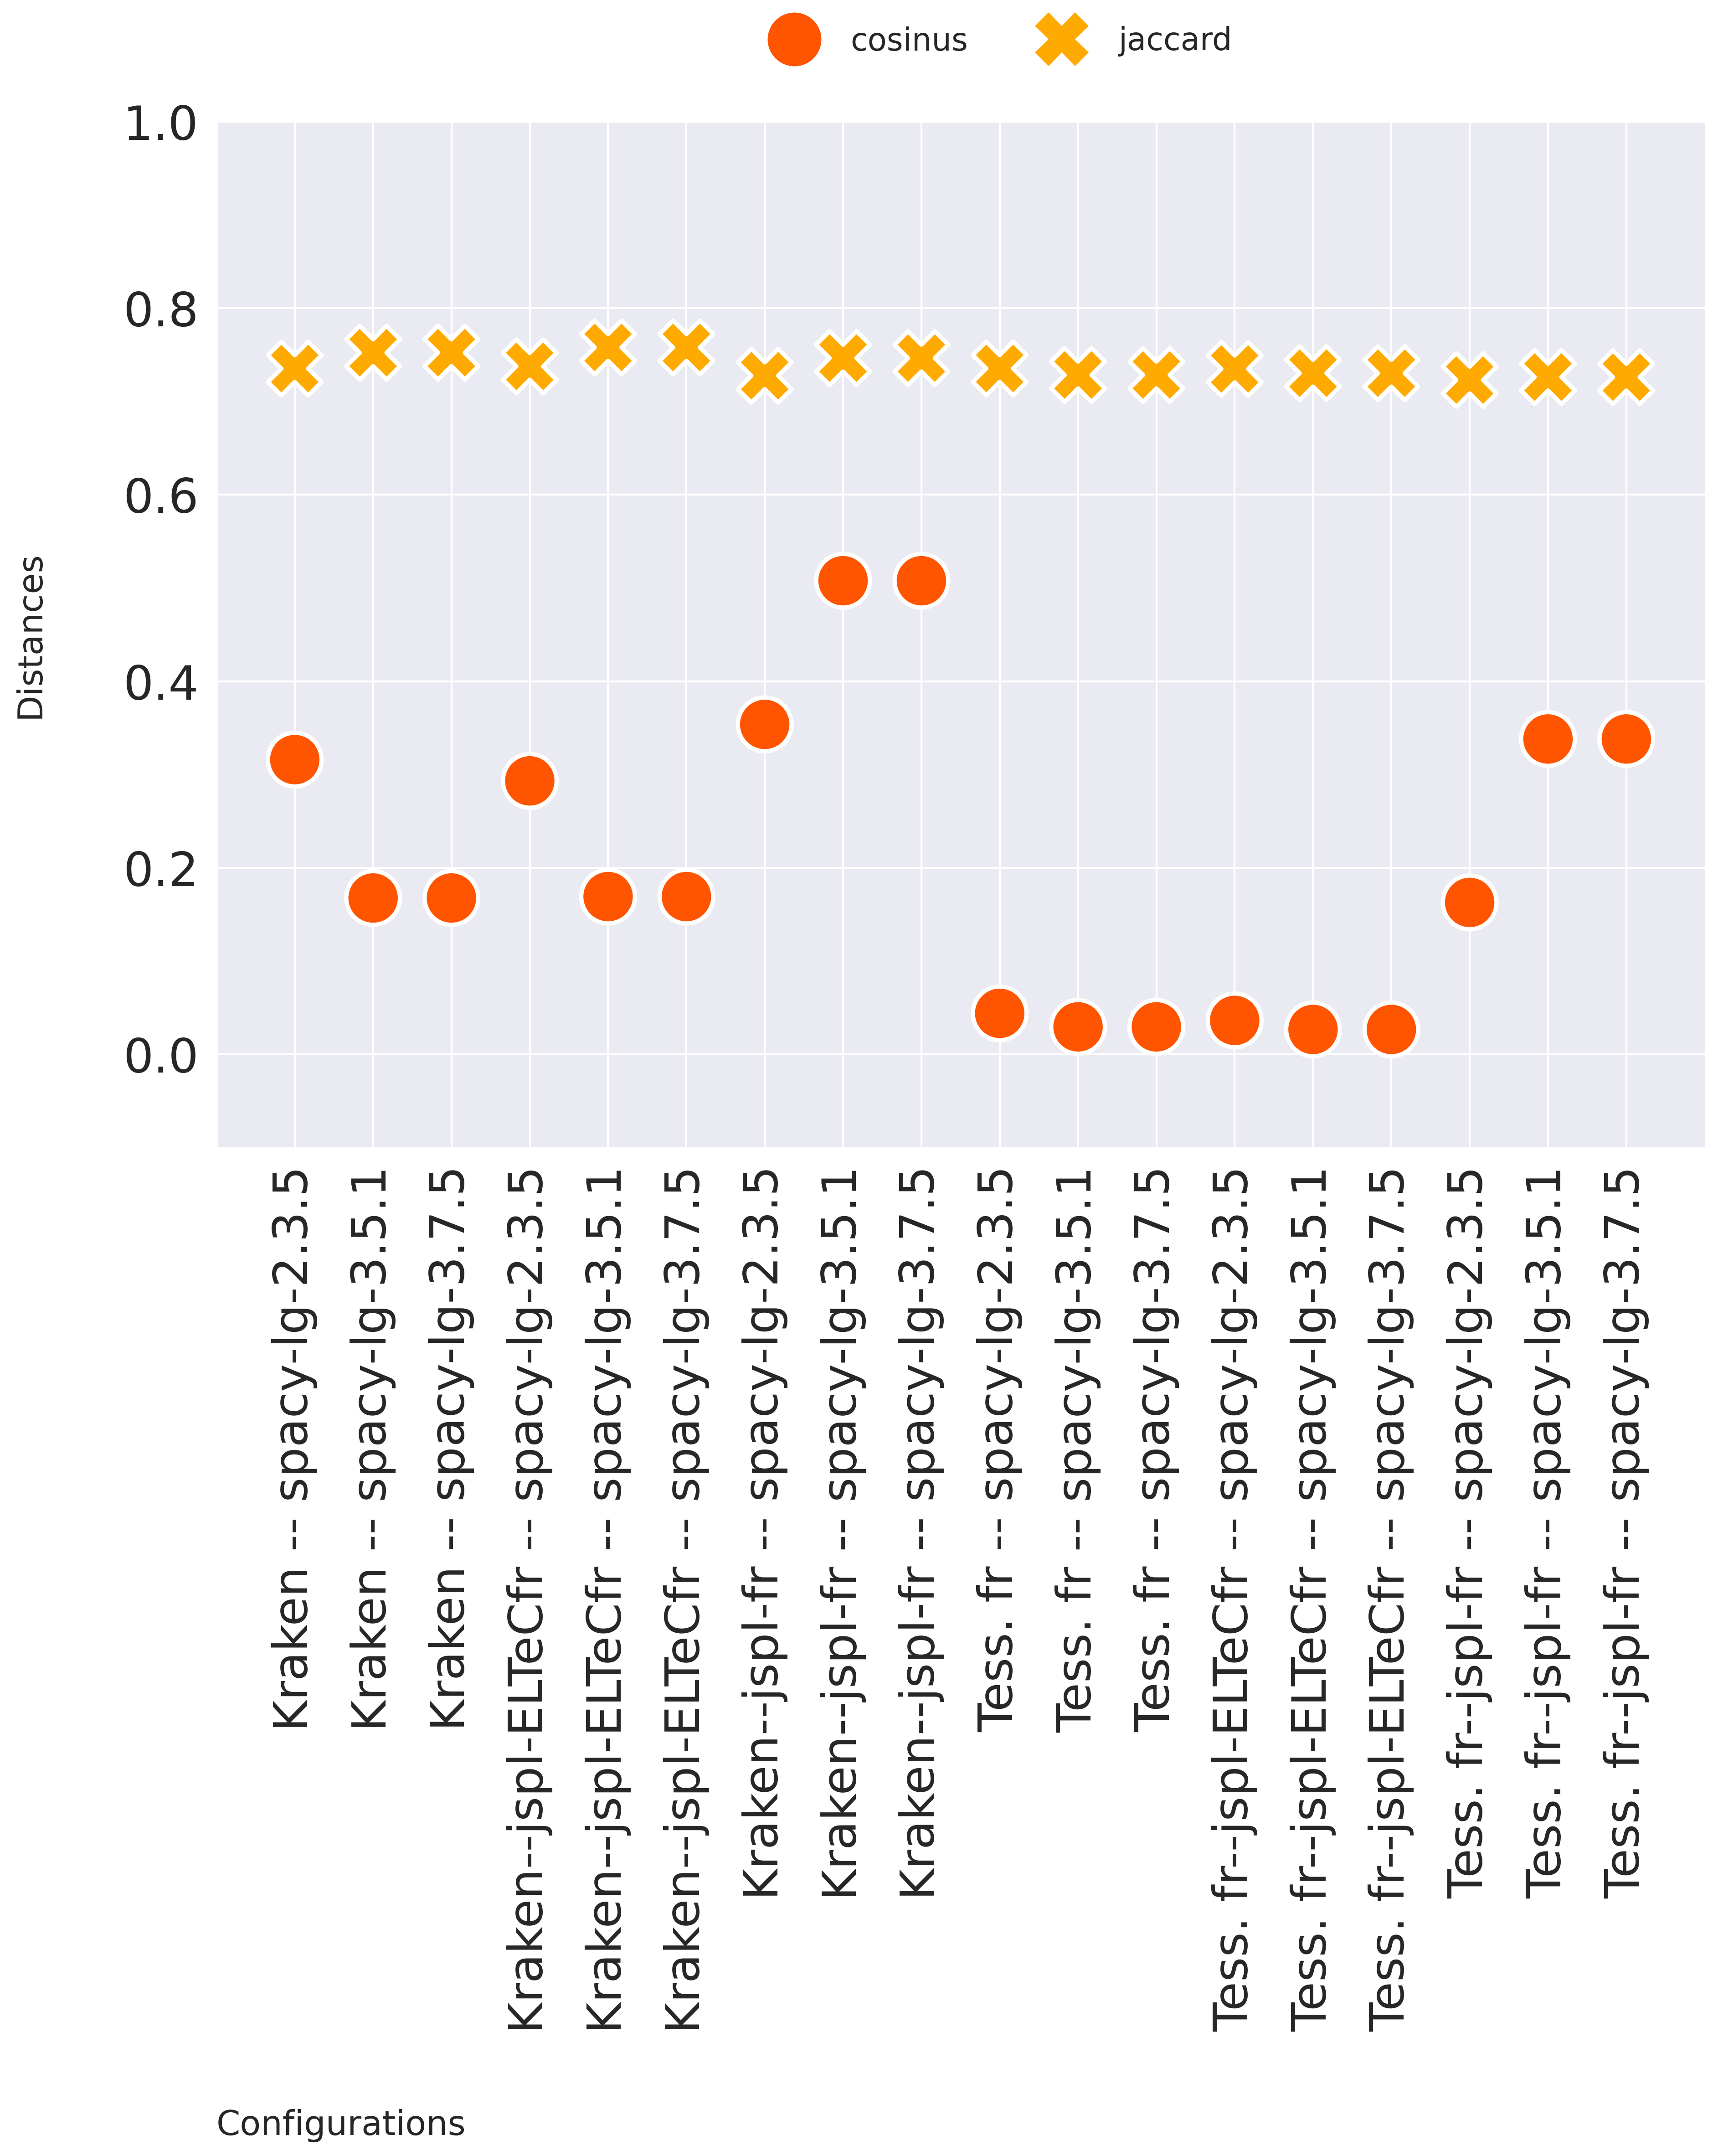 cosinus
jaccard
1.0
0.8
0.6
0.4
0.2
0.0
Distances
Kraken -- spacy-lg-2.3.5
Kraken -- spacy-lg-3.5.1
Kraken -- spacy-lg-3.7.5
Kraken--jspl-ELTeCfr -- spacy-lg-2.3.5
Kraken--jspl-ELTeCfr -- spacy-lg-3.5.1
Kraken--jspl-ELTeCfr -- spacy-lg-3.7.5
Kraken--jspl-fr -- spacy-lg-2.3.5
Kraken--jspl-fr -- spacy-lg-3.5.1
Kraken--jspl-fr -- spacy-lg-3.7.5
Tess. fr -- spacy-lg-2.3.5
Tess. fr -- spacy-lg-3.5.1
Tess. fr -- spacy-lg-3.7.5
Tess. fr--jspl-ELTeCfr -- spacy-lg-2.3.5
Tess. fr--jspl-ELTeCfr -- spacy-lg-3.5.1
Tess. fr--jspl-ELTeCfr -- spacy-lg-3.7.5
Tess. fr--jspl-fr -- spacy-lg-2.3.5
Tess. fr--jspl-fr -- spacy-lg-3.5.1
Tess. fr--jspl-fr -- spacy-lg-3.7.5
Configurations